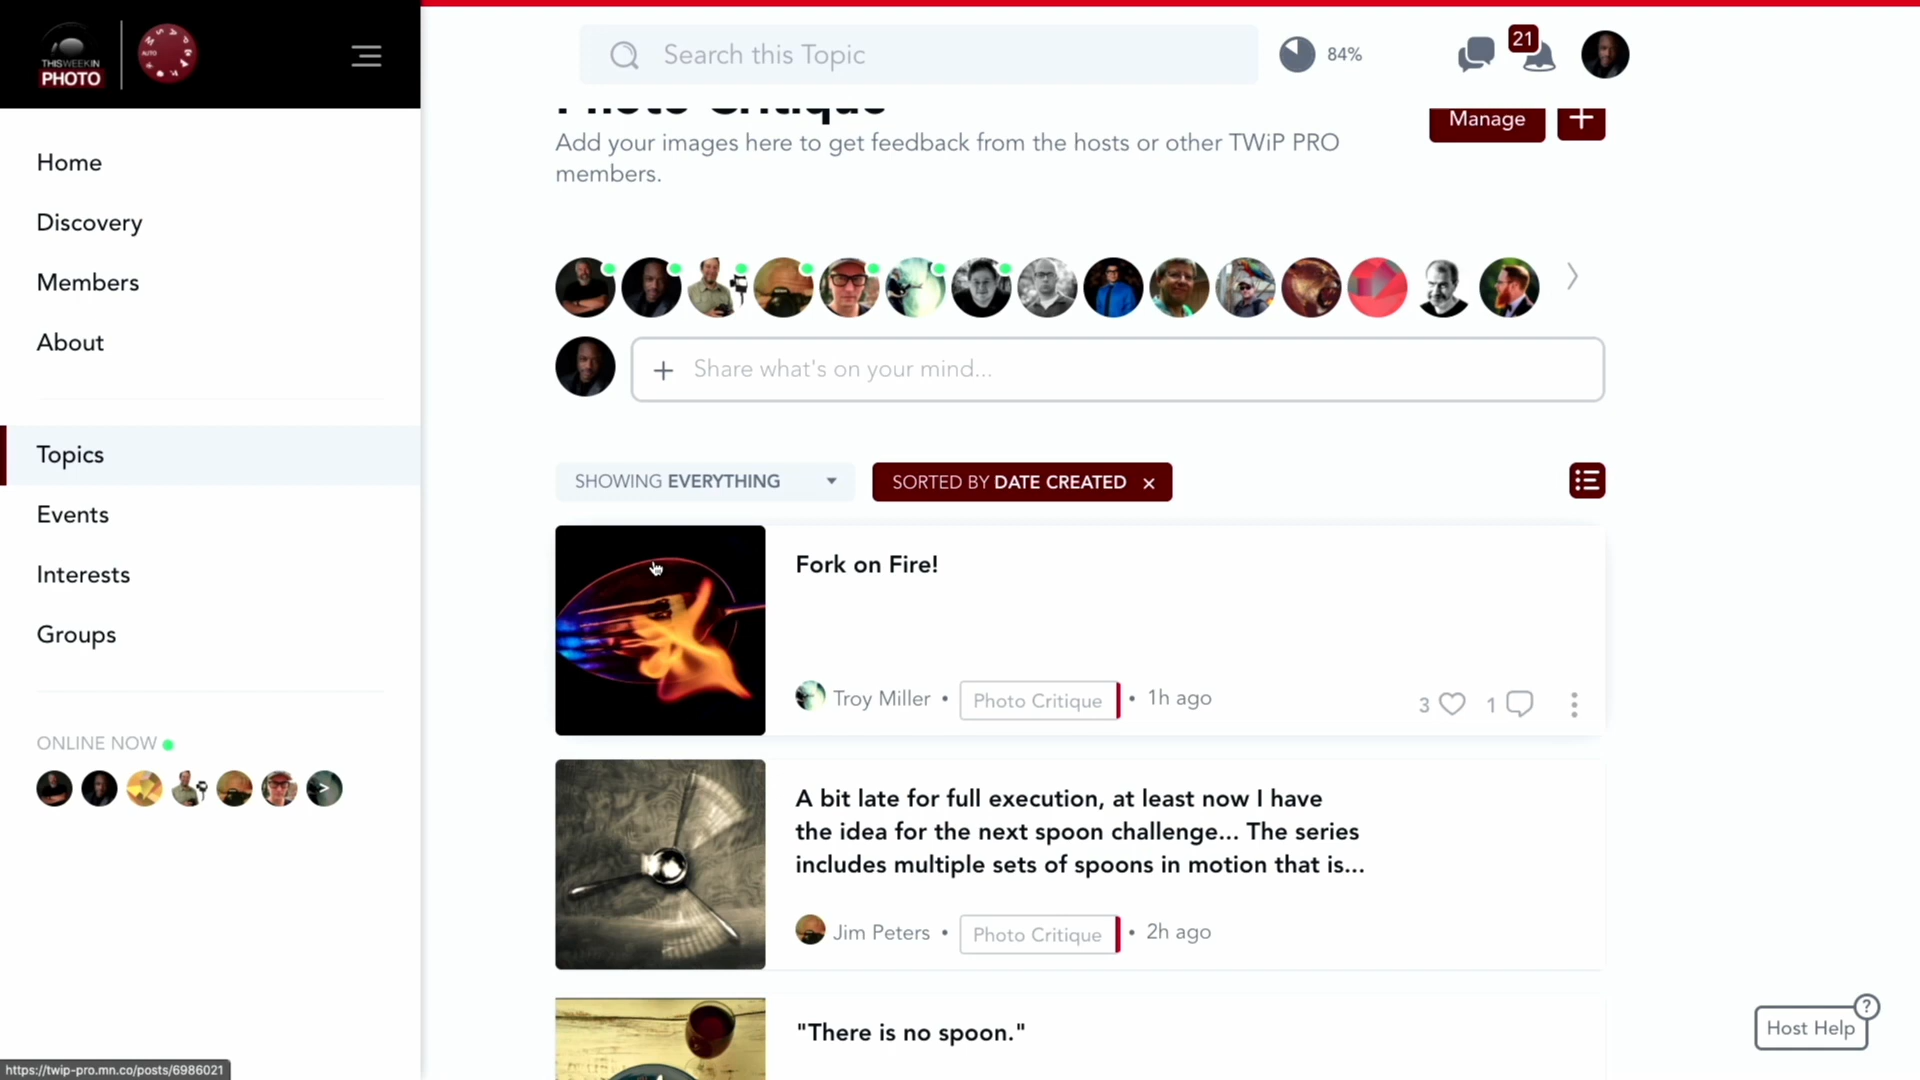 THISWEEKIN
PHOTO
AUTO
Search this Topic
84%
21
Home
Discovery
Members
About
Topics
Events
Interests
Groups
ONLINE NOW
>
Photo Critique
Manage
+
Add your images here to get feedback from the hosts or other TWiP PRO
members.
+ Share what's on your mind...
SHOWING EVERYTHING
SORTED BY DATE CREATED ×
Fork on Fire!
Troy Miller • Photo Critique • 1h ago
3
1
A bit late for full execution, at least now I have
the idea for the next spoon challenge... The series
includes multiple sets of spoons in motion that is...
Jim Peters • Photo Critique • 2h ago
"There is no spoon."
Host Help
?
https://twip-pro.mn.co/posts/6986021